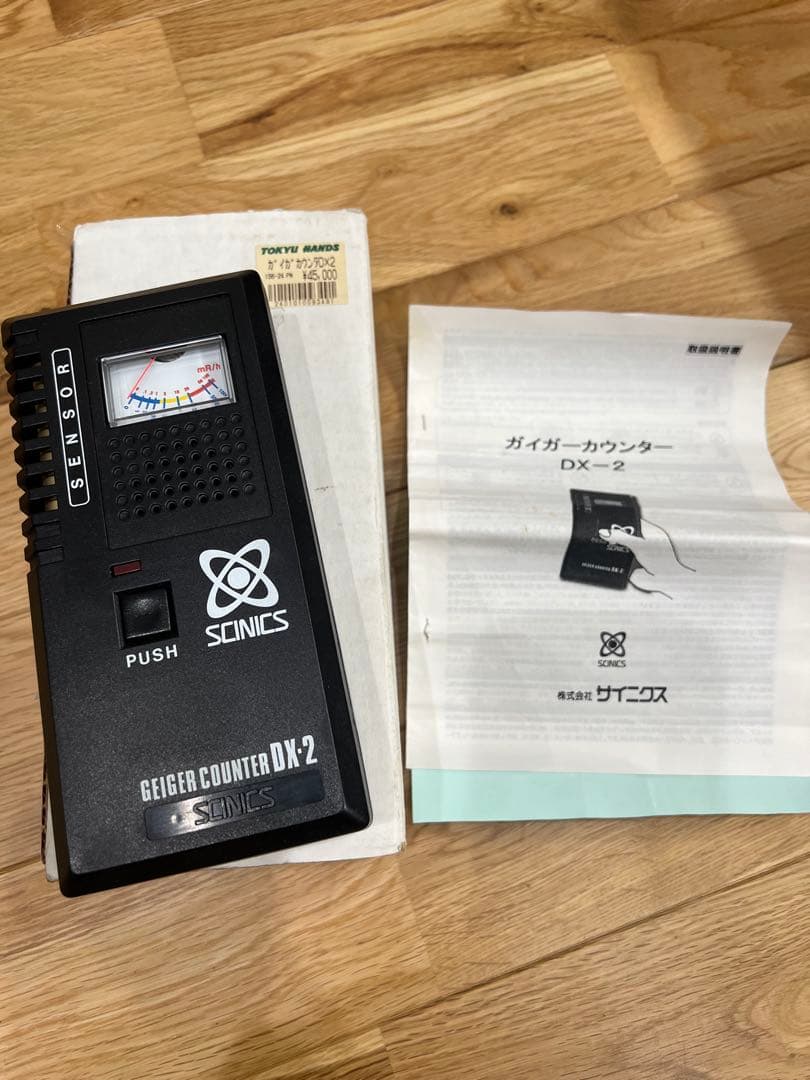 TOKYU HANDS
ガイガカウンタDX2
¥45,000
SENSOR
mR/h
PUSH
SCINICS
GEIGER COUNTER DX-2
SCINICS
取扱説明書
ガイガーカウンター
DX-2
SCINICS
SCINICS
株式会社 サイニクス